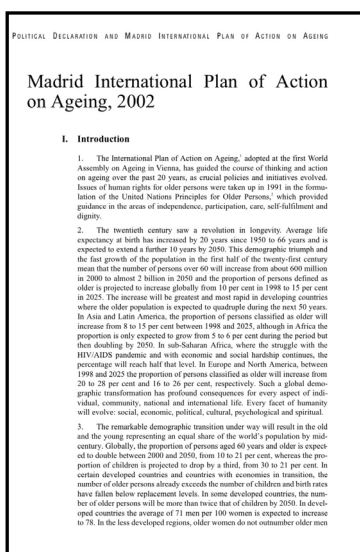 POLITICAL DECLARATION AND MADRID INTERNATIONAL PLAN OF ACTION ON AGEING
Madrid International Plan of Action
on Ageing, 2002
I. Introduction
1. The International Plan of Action on Ageing,¹ adopted at the first World
Assembly on Ageing in Vienna, has guided the course of thinking and action
on ageing over the past 20 years, as crucial policies and initiatives evolved.
Issues of human rights for older persons were taken up in 1991 in the formu-
lation of the United Nations Principles for Older Persons,² which provided
guidance in the areas of independence, participation, care, self-fulfilment and
dignity.
2. The twentieth century saw a revolution in longevity. Average life
expectancy at birth has increased by 20 years since 1950 to 66 years and is
expected to extend a further 10 years by 2050. This demographic triumph and
the fast growth of the population in the first half of the twenty-first century
mean that the number of persons over 60 will increase from about 600 million
in 2000 to almost 2 billion in 2050 and the proportion of persons defined as
older is projected to increase globally from 10 per cent in 1998 to 15 per cent
in 2025. The increase will be greatest and most rapid in developing countries
where the older population is expected to quadruple during the next 50 years.
In Asia and Latin America, the proportion of persons classified as older will
increase from 8 to 15 per cent between 1998 and 2025, although in Africa the
proportion is only expected to grow from 5 to 6 per cent during the period but
then doubling by 2050. In sub-Saharan Africa, where the struggle with the
HIV/AIDS pandemic and with economic and social hardship continues, the
percentage will reach half that level. In Europe and North America, between
1998 and 2025 the proportion of persons classified as older will increase from
20 to 28 per cent and 16 to 26 per cent, respectively. Such a global demo-
graphic transformation has profound consequences for every aspect of indi-
vidual, community, national and international life. Every facet of humanity
will evolve: social, economic, political, cultural, psychological and spiritual.
3. The remarkable demographic transition under way will result in the old
and the young representing an equal share of the world's population by mid-
century. Globally, the proportion of persons aged 60 years and older is expect-
ed to double between 2000 and 2050, from 10 to 21 per cent, whereas the pro-
portion of children is projected to drop by a third, from 30 to 21 per cent. In
certain developed countries and countries with economies in transition, the
number of older persons already exceeds the number of children and birth rates
have fallen below replacement levels. In some developed countries, the num-
ber of older persons will be more than twice that of children by 2050. In devel-
oped countries the average of 71 men per 100 women is expected to increase
to 78. In the less developed regions, older women do not outnumber older men